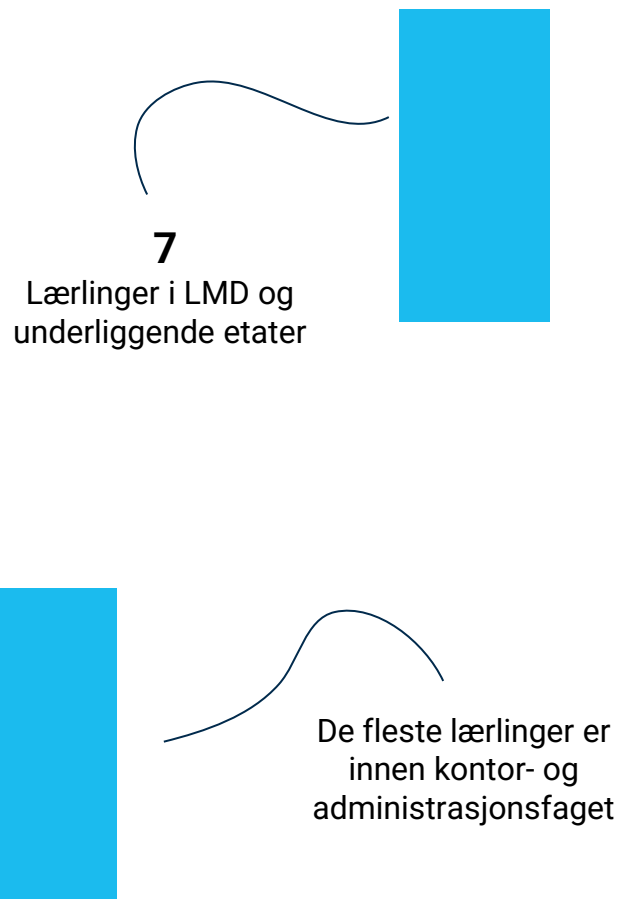 7
Lærlinger i LMD og
underliggende etater
De fleste lærlinger er
innen kontor- og
administrasjonsfaget